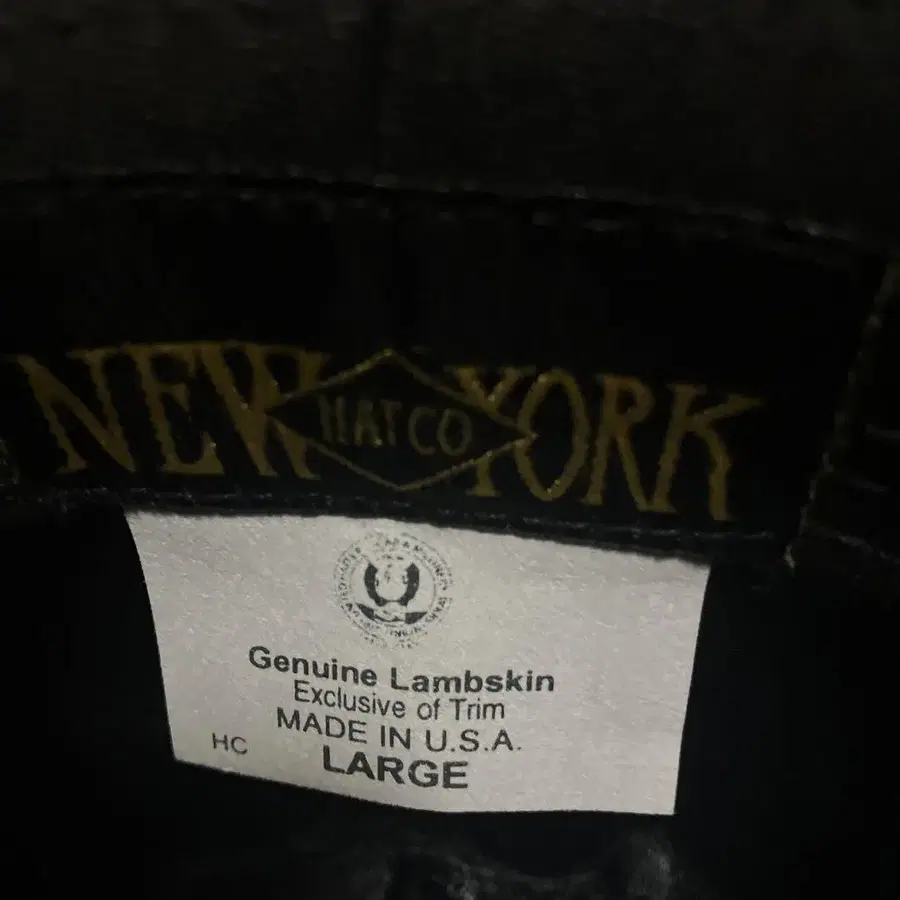 NEW HAT CO YORK
Genuine Lambskin
Exclusive of Trim
MADE IN U.S.A.
HC LARGE